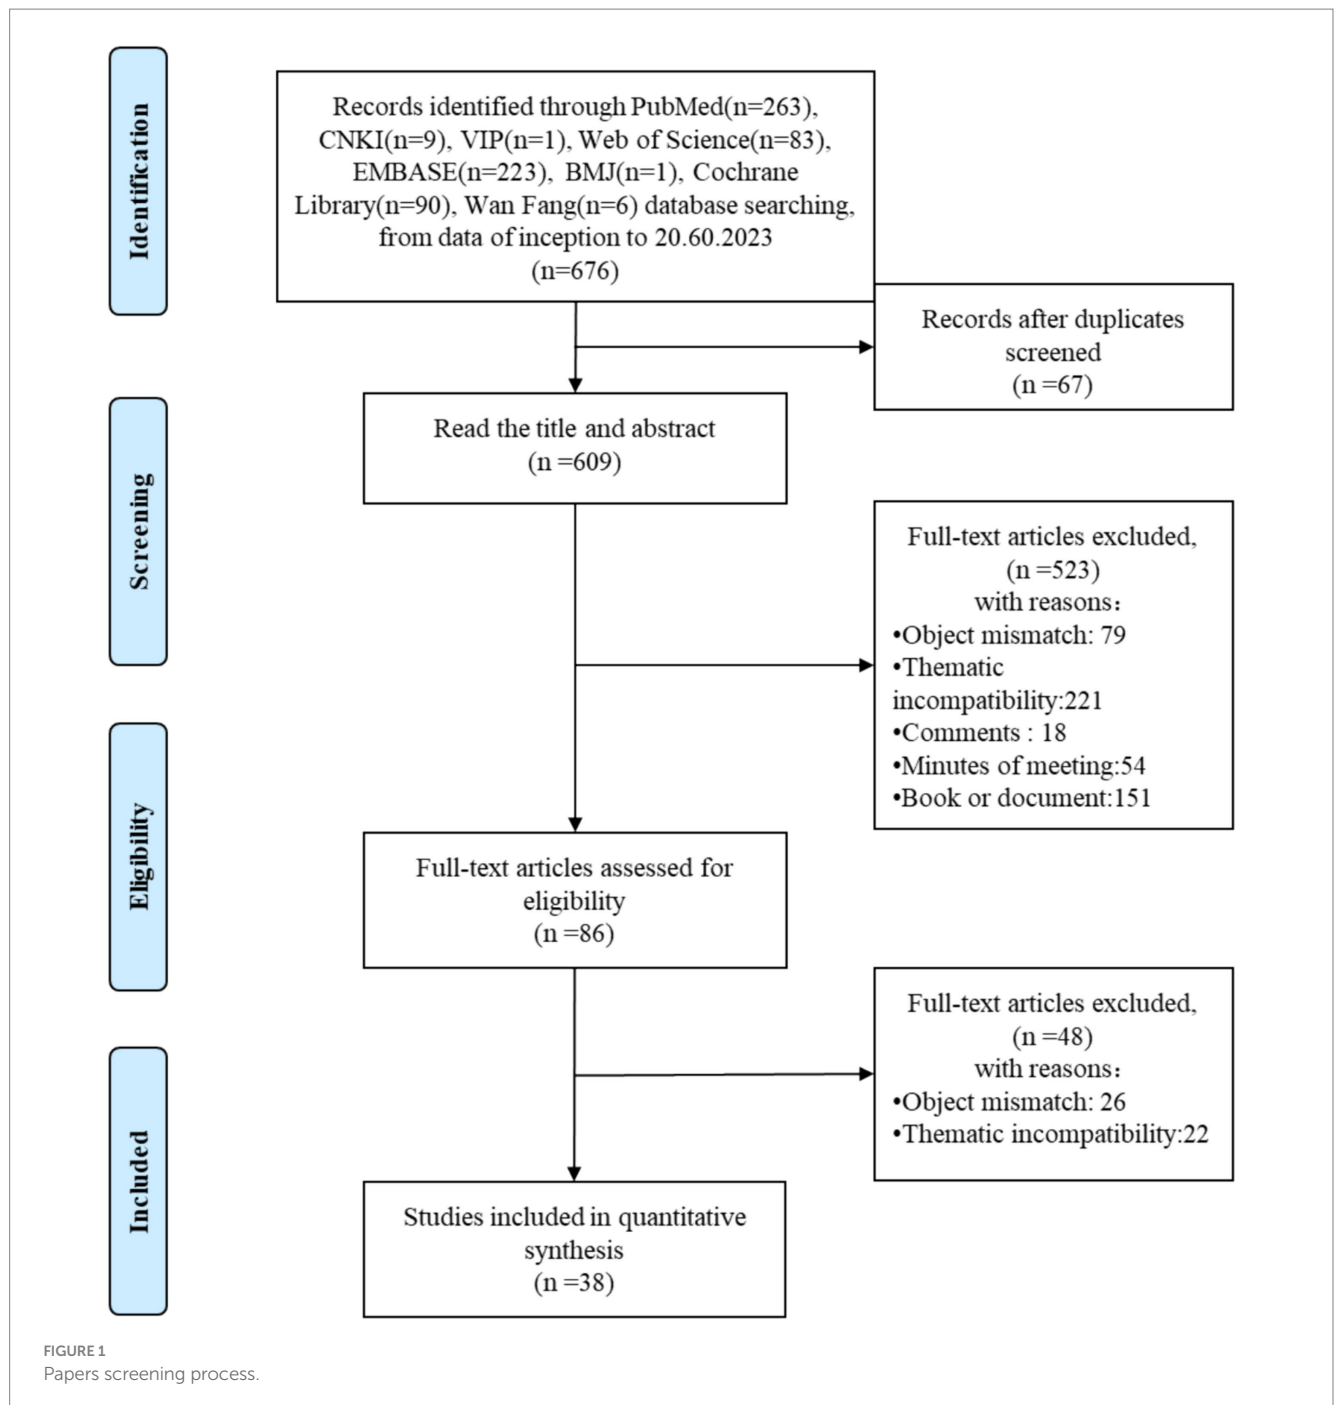 Identification
Records identified through PubMed(n=263),
CNKI(n=9), VIP(n=1), Web of Science(n=83),
EMBASE(n=223), BMJ(n=1), Cochrane
Library(n=90), Wan Fang(n=6) database searching,
from data of inception to 20.60.2023
(n=676)
Records after duplicates
screened
(n =67)
Screening
Read the title and abstract
(n =609)
Full-text articles excluded,
(n =523)
with reasons:
•Object mismatch: 79
•Thematic
incompatibility:221
•Comments : 18
•Minutes of meeting:54
•Book or document:151
Eligibility
Full-text articles assessed for
eligibility
(n =86)
Full-text articles excluded,
(n =48)
with reasons:
•Object mismatch: 26
•Thematic incompatibility:22
Included
Studies included in quantitative
synthesis
(n =38)
FIGURE 1
Papers screening process.